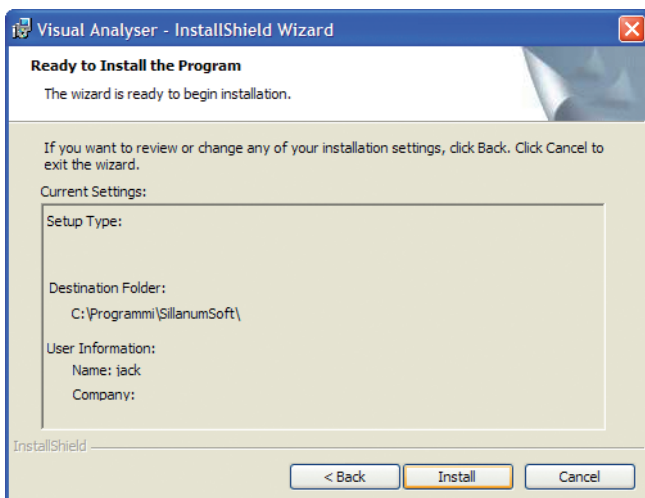 Visual Analyser - InstallShield Wizard
Ready to Install the Program
The wizard is ready to begin installation.
If you want to review or change any of your installation settings, click Back. Click Cancel to
exit the wizard.
Current Settings:
Setup Type:
Destination Folder:
C:\Programmi\SillanumSoft\
User Information:
Name: jack
Company:
InstallShield
< Back
Install
Cancel